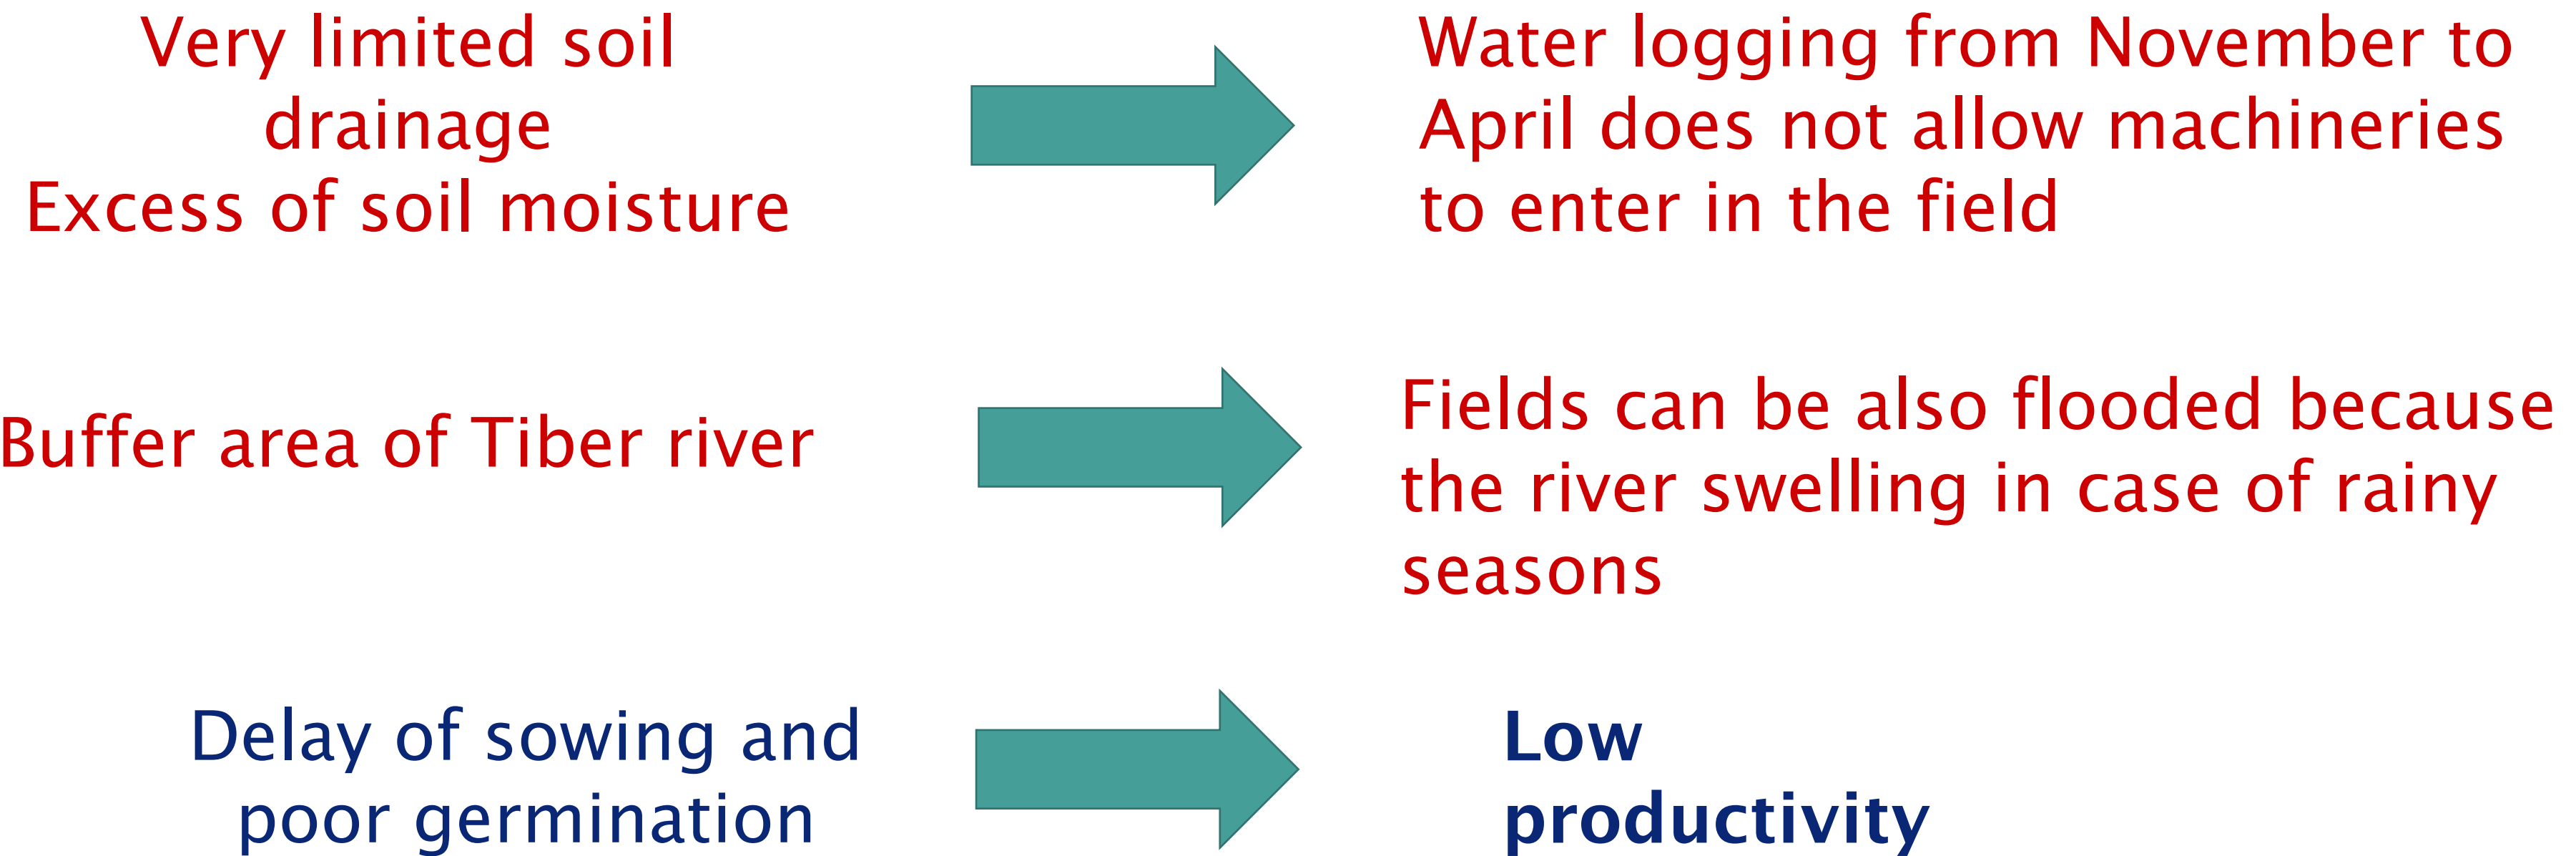 Very limited soil
drainage
Excess of soil moisture
Water logging from November to
April does not allow machineries
to enter in the field
Buffer area of Tiber river
Fields can be also flooded because
the river swelling in case of rainy
seasons
Delay of sowing and
poor germination
Low
productivity